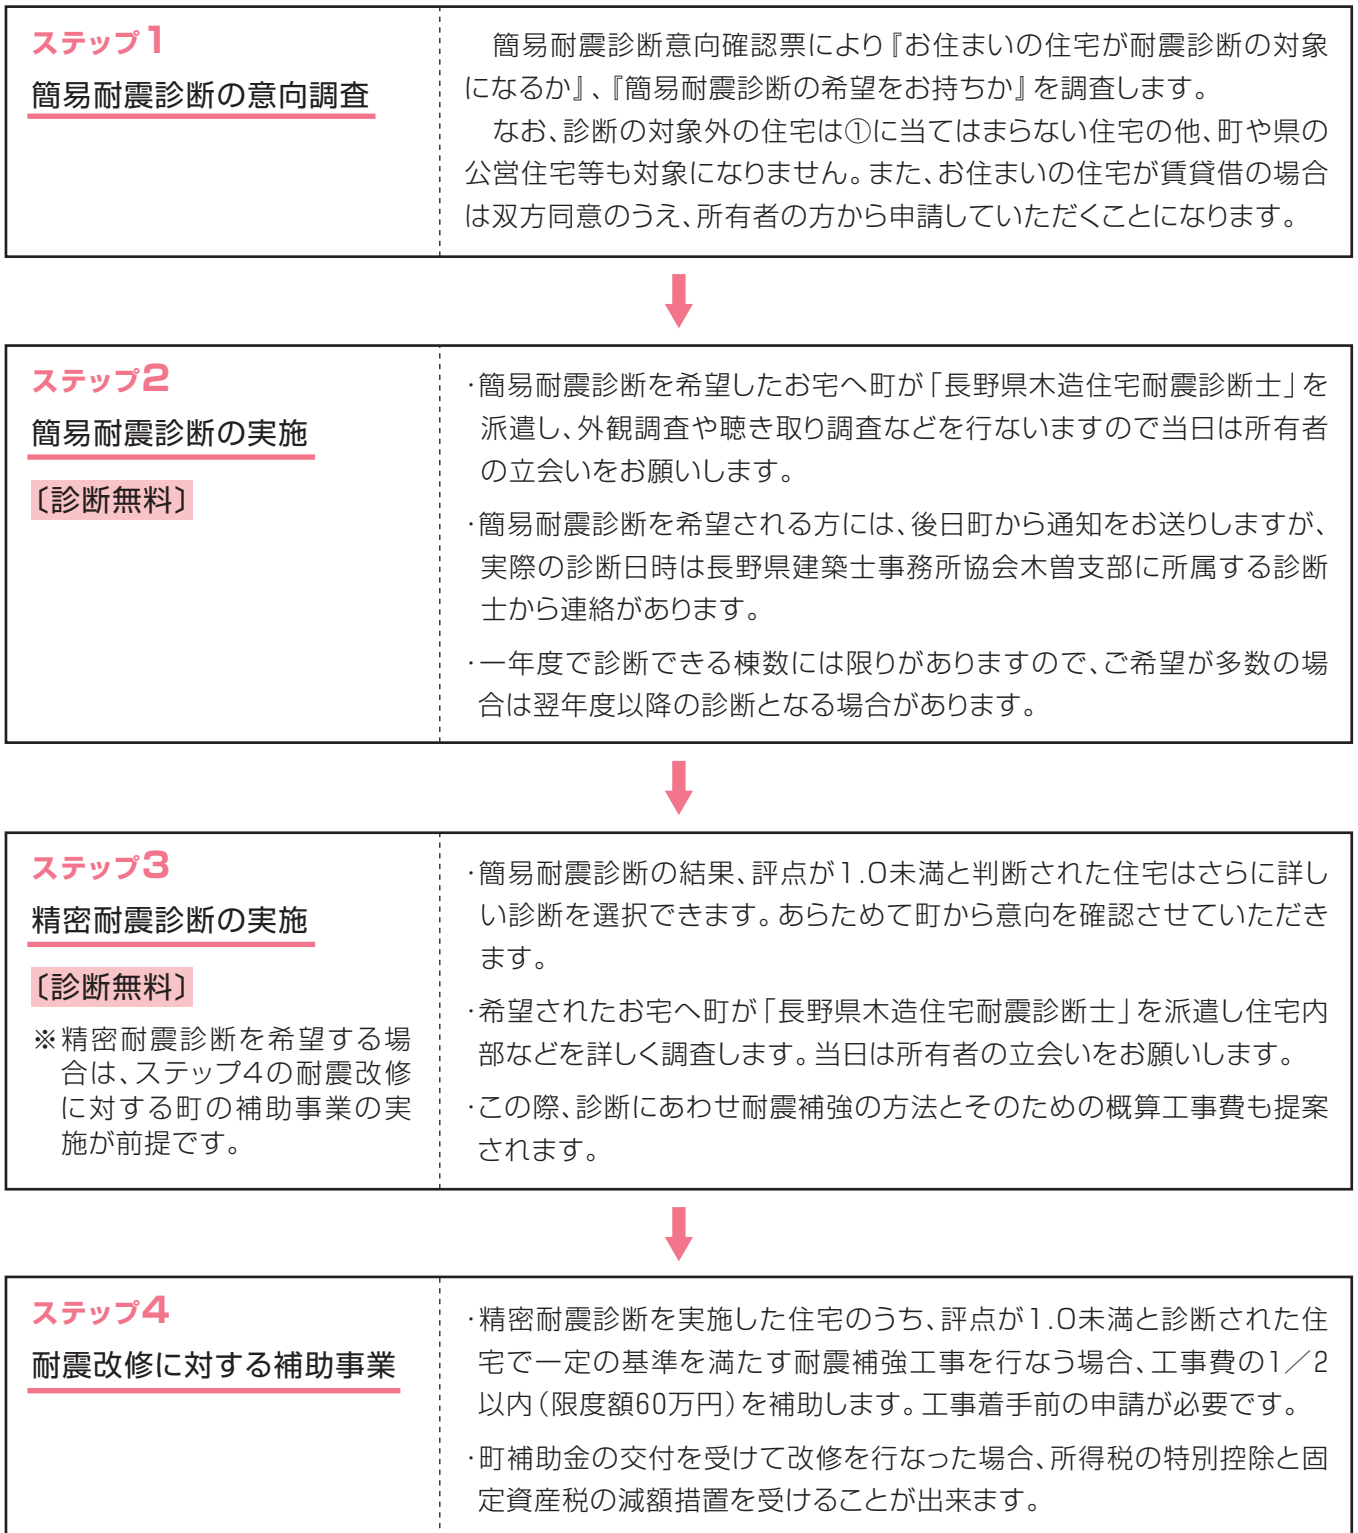 ステップ1
簡易耐震診断の意向調査
簡易耐震診断意向確認票により『お住まいの住宅が耐震診断の対象
になるか』、『簡易耐震診断の希望をお持ちか』を調査します。
なお、診断の対象外の住宅は①に当てはまらない住宅の他、町や県の
公営住宅等も対象になりません。また、お住まいの住宅が賃貸借の場合
は双方同意のうえ、所有者の方から申請していただくことになります。
ステップ2
簡易耐震診断の実施
〔診断無料〕
・簡易耐震診断を希望したお宅へ町が「長野県木造住宅耐震診断士」を
派遣し、外観調査や聴き取り調査などを行ないますので当日は所有者
の立会いをお願いします。
・簡易耐震診断を希望される方には、後日町から通知をお送りしますが、
実際の診断日時は長野県建築士事務所協会木曽支部に所属する診断
士から連絡があります。
・一年度で診断できる棟数には限りがありますので、ご希望が多数の場
合は翌年度以降の診断となる場合があります。
ステップ3
精密耐震診断の実施
〔診断無料〕
※精密耐震診断を希望する場
合は、ステップ4の耐震改修
に対する町の補助事業の実
施が前提です。
・簡易耐震診断の結果、評点が1.0未満と判断された住宅はさらに詳し
い診断を選択できます。あらためて町から意向を確認させていただき
ます。
・希望されたお宅へ町が「長野県木造住宅耐震診断士」を派遣し住宅内
部などを詳しく調査します。当日は所有者の立会いをお願いします。
・この際、診断にあわせ耐震補強の方法とそのための概算工事費も提案
されます。
ステップ4
耐震改修に対する補助事業
・精密耐震診断を実施した住宅のうち、評点が1.0未満と診断された住
宅で一定の基準を満たす耐震補強工事を行なう場合、工事費の1／2
以内（限度額60万円）を補助します。工事着手前の申請が必要です。
・町補助金の交付を受けて改修を行なった場合、所得税の特別控除と固
定資産税の減額措置を受けることが出来ます。